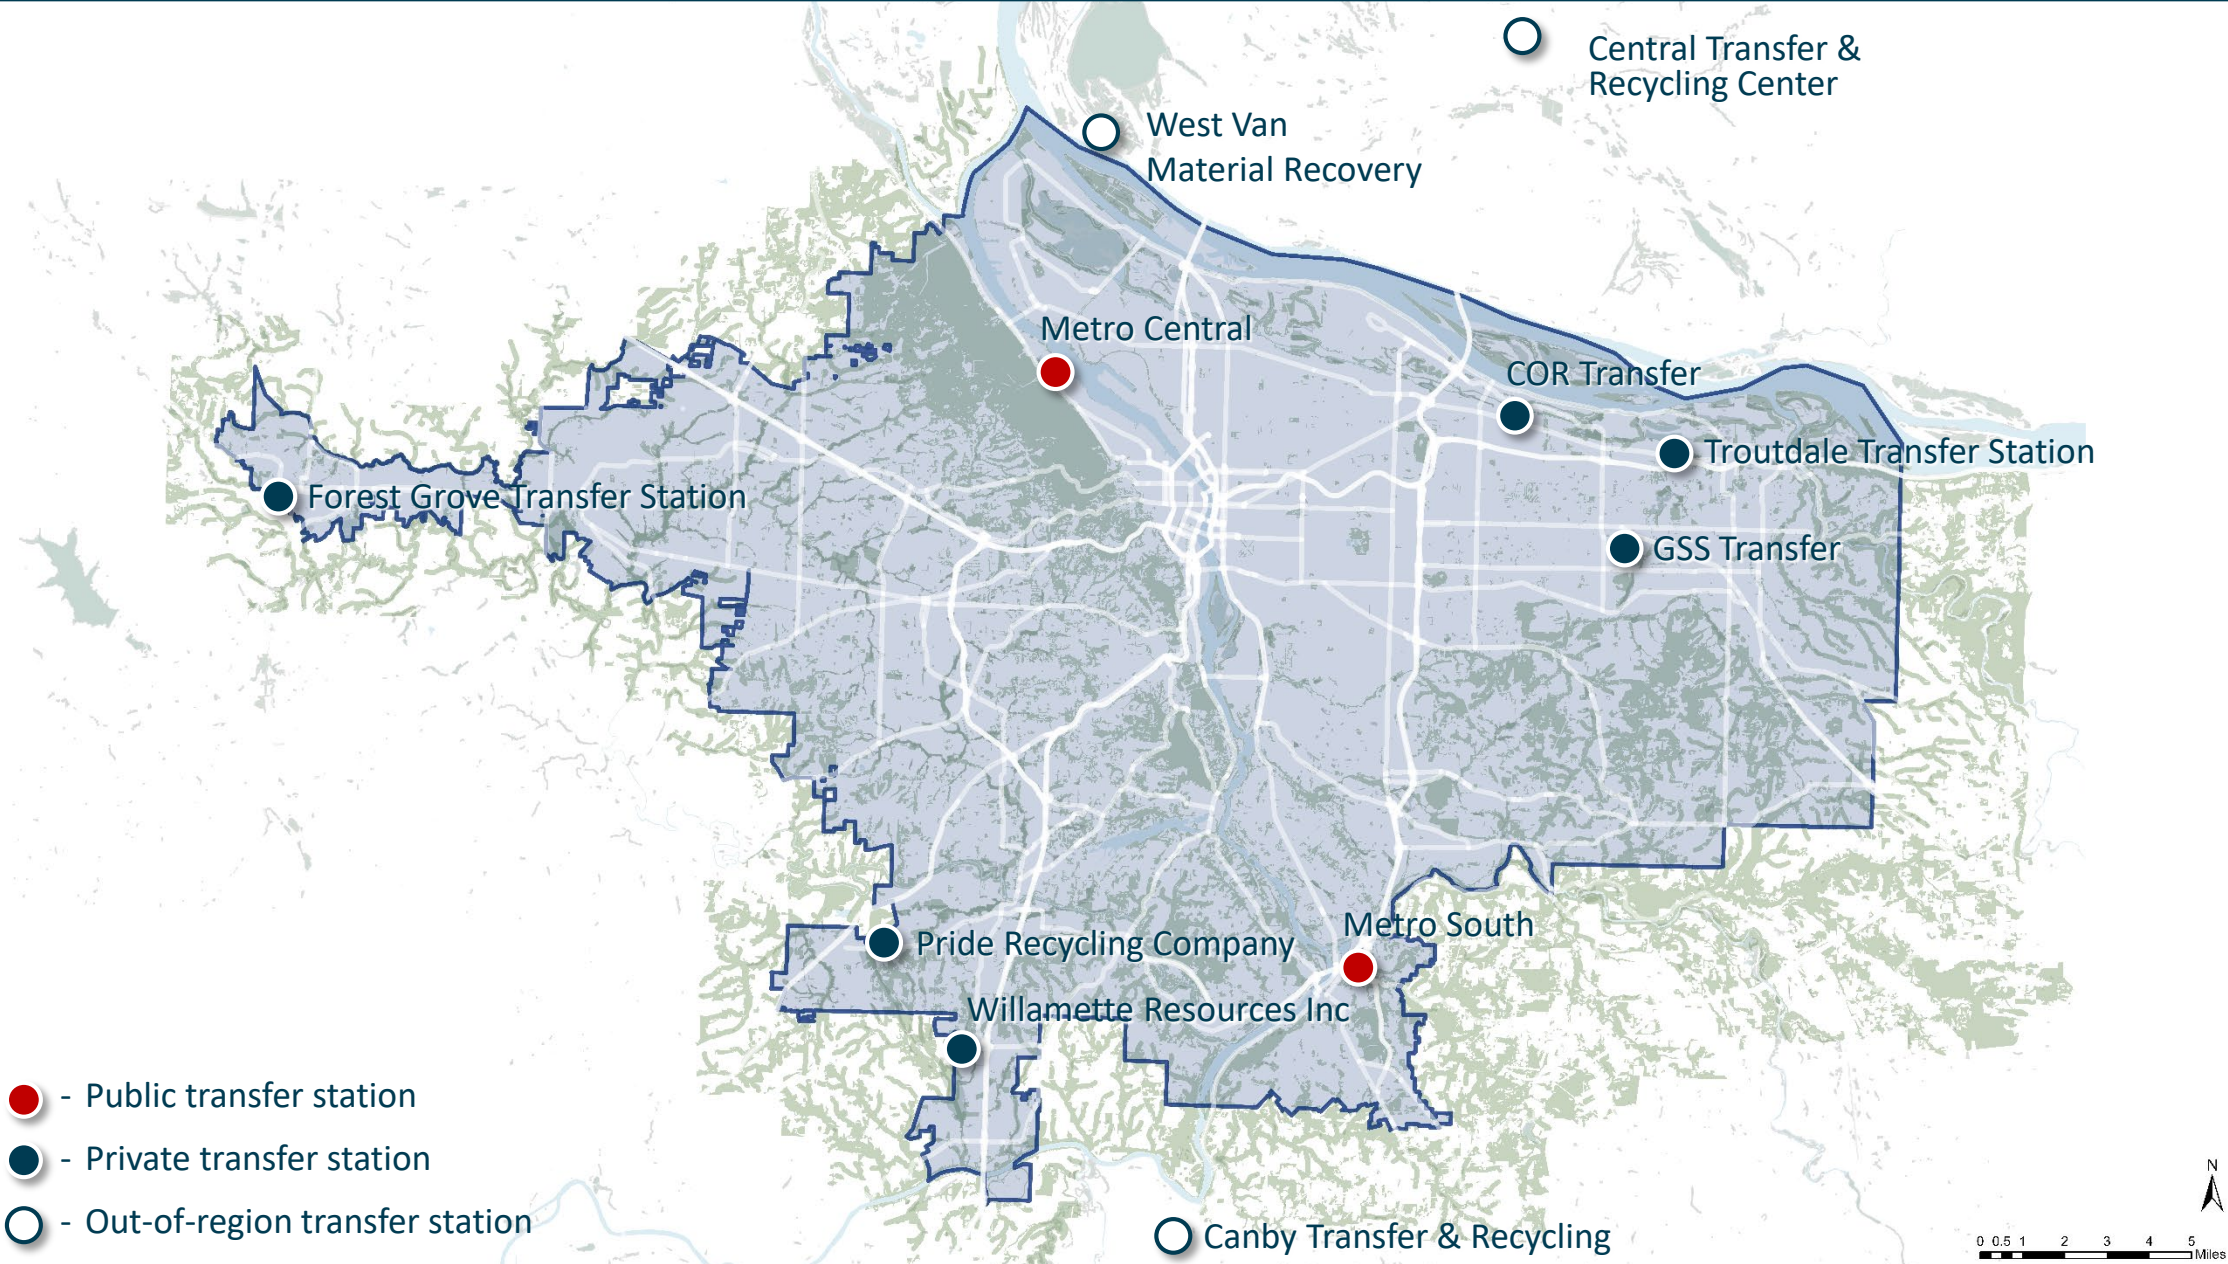 Central Transfer &
Recycling Center
West Van
Material Recovery
Metro Central
COR Transfer
Troutdale Transfer Station
Forest Grove Transfer Station
GSS Transfer
Metro South
Pride Recycling Company
Willamette Resources Inc
- Public transfer station
- Private transfer station
- Out-of-region transfer station
Canby Transfer & Recycling
N
0 0.5 1 2 3 4 5
Miles